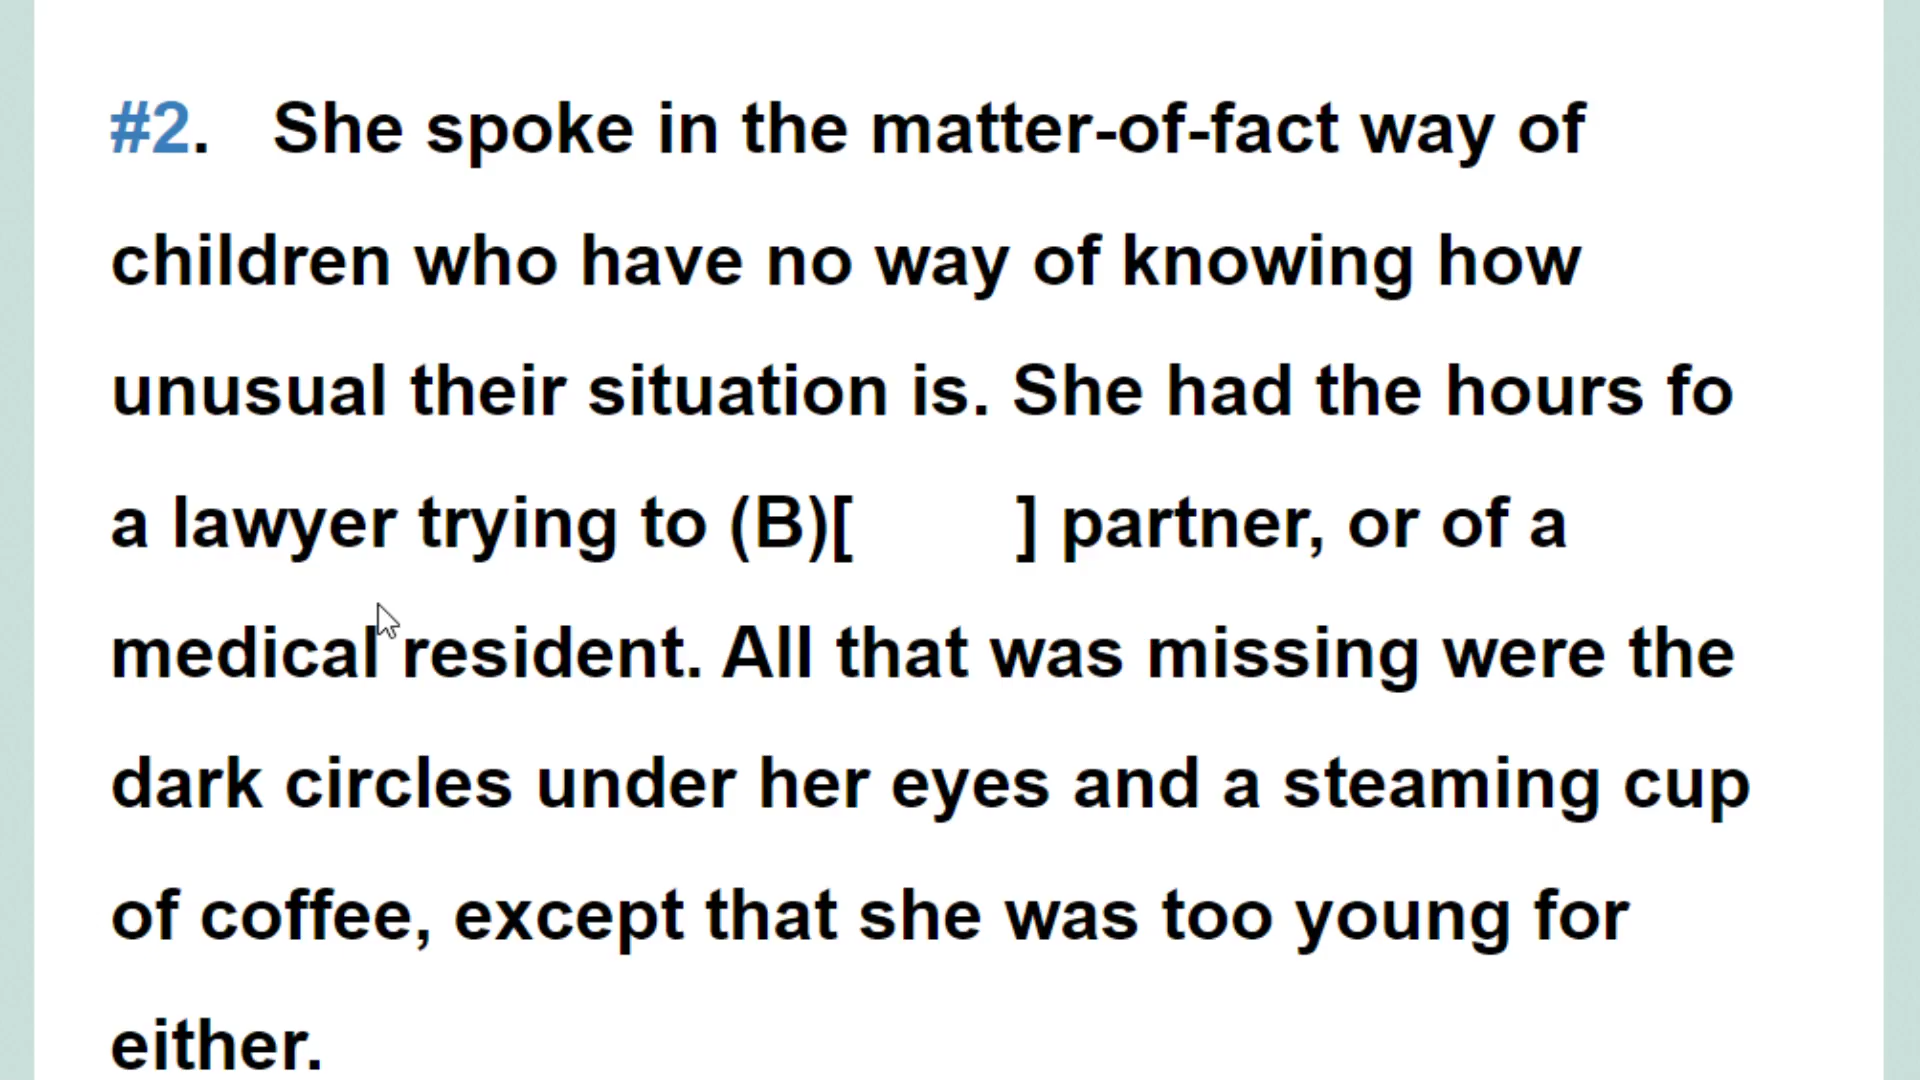 #2. She spoke in the matter-of-fact way of
children who have no way of knowing how
unusual their situation is. She had the hours fo
a lawyer trying to (B)[ ] partner, or of a
medical resident. All that was missing were the
dark circles under her eyes and a steaming cup
of coffee, except that she was too young for
either.